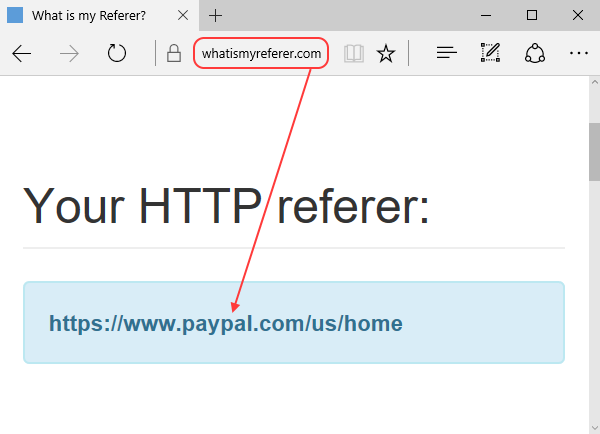 What is my Referer?
whatismyreferer.com
Your HTTP referer:
https://www.paypal.com/us/home